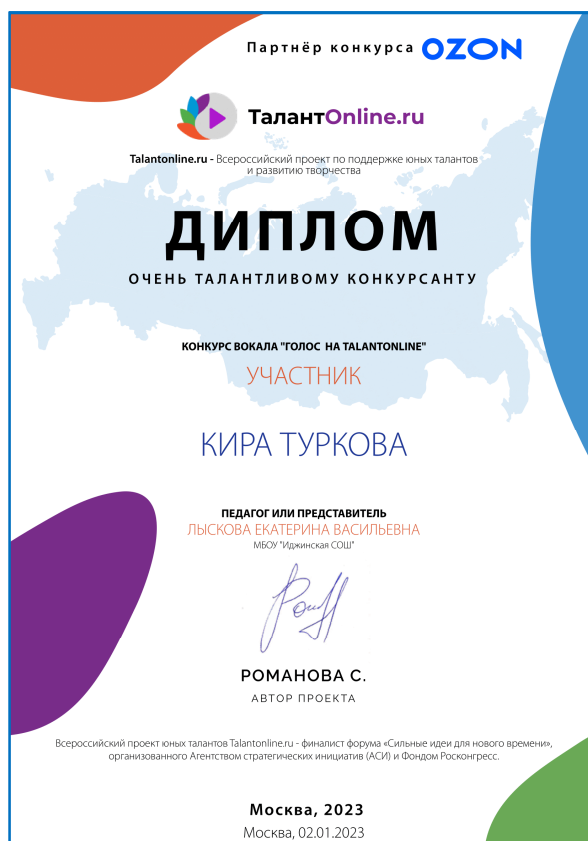 Партнёр конкурса OZON
ТалантOnline.ru
Talantonline.ru - Всероссийский проект по поддержке юных талантов
и развитию творчества
ДИПЛОМ
ОЧЕНЬ ТАЛАНТЛИВОМУ КОНКУРСАНТУ
КОНКУРС ВОКАЛА "ГОЛОС НА TALANTONLINE"
УЧАСТНИК
КИРА ТУРКОВА
ПЕДАГОГ ИЛИ ПРЕДСТАВИТЕЛЬ
ЛЫСКОВА ЕКАТЕРИНА ВАСИЛЬЕВНА
МБОУ "Иджинская СОШ"
РОМАНОВА С.
АВТОР ПРОЕКТА
Всероссийский проект юных талантов Talantonline.ru - финалист форума «Сильные идеи для нового времени»,
организованного Агентством стратегических инициатив (АСИ) и Фондом Росконгресс.
Москва, 2023
Москва, 02.01.2023